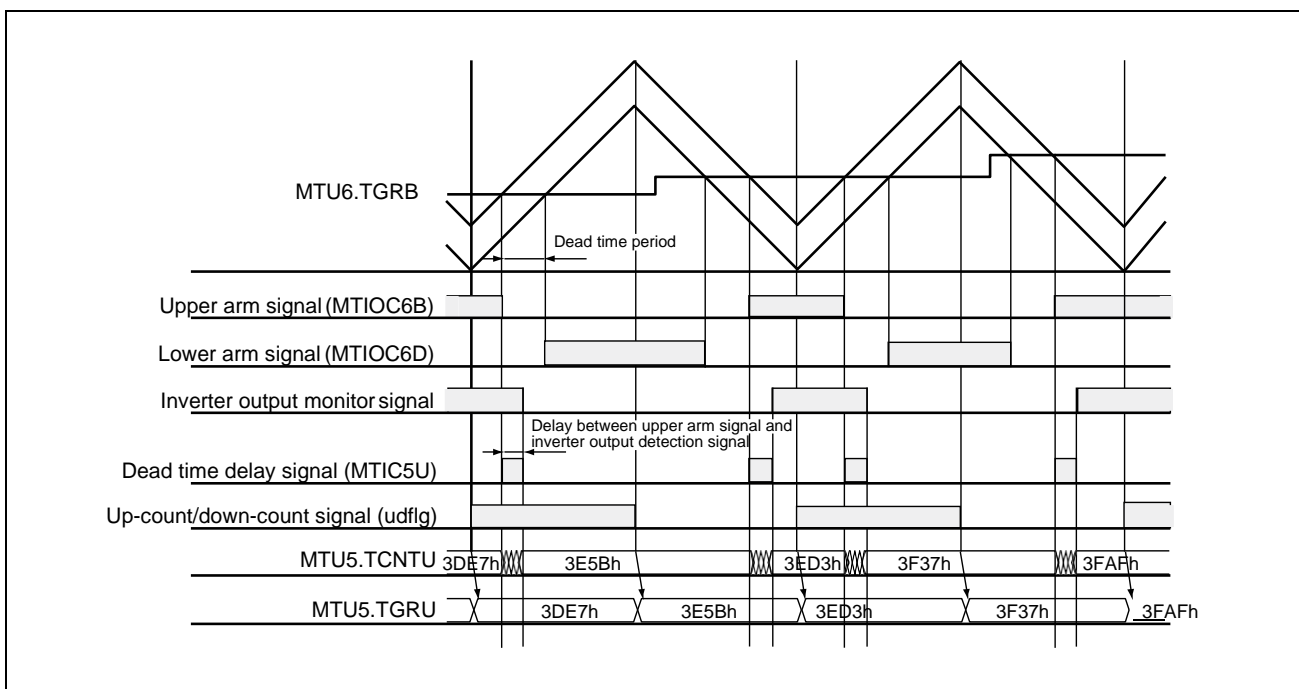 MTU6.TGRB
Dead time period
Upper arm signal (MTIOC6B)
Lower arm signal (MTIOC6D)
Inverter output monitor signal
Delay between upper arm signal and
inverter output detection signal
Dead time delay signal (MTIC5U)
Up-count/down-count signal (udflg)
MTU5.TCNTU 3DE7h 3E5Bh 3ED3h 3F37h 3FAFh
MTU5.TGRU 3DE7h 3E5Bh 3ED3h 3F37h 3FAFh